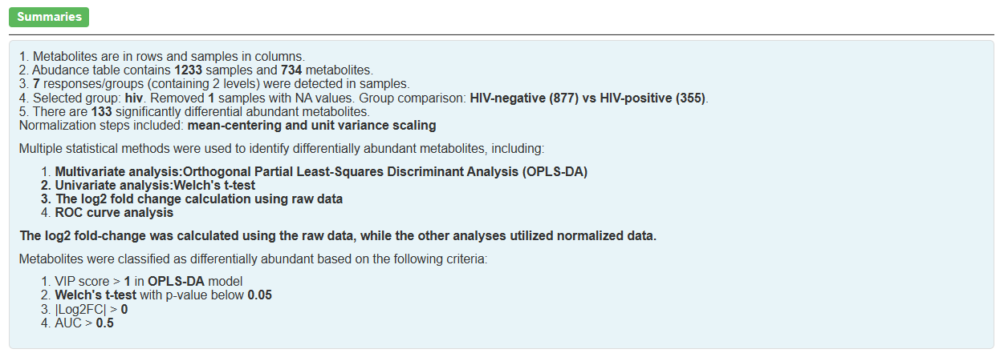 Summaries
1. Metabolites are in rows and samples in columns.
2. Abudance table contains 1233 samples and 734 metabolites.
3. 7 responses/groups (containing 2 levels) were detected in samples.
4. Selected group: hiv. Removed 1 samples with NA values. Group comparison: HIV-negative (877) vs HIV-positive (355).
5. There are 133 significantly differential abundant metabolites.
Normalization steps included: mean-centering and unit variance scaling
Multiple statistical methods were used to identify differentially abundant metabolites, including:
1. Multivariate analysis:Orthogonal Partial Least-Squares Discriminant Analysis (OPLS-DA)
2. Univariate analysis:Welch's t-test
3. The log2 fold change calculation using raw data
4. ROC curve analysis
The log2 fold-change was calculated using the raw data, while the other analyses utilized normalized data.
Metabolites were classified as differentially abundant based on the following criteria:
1. VIP score > 1 in OPLS-DA model
2. Welch's t-test with p-value below 0.05
3. |Log2FC| > 0
4. AUC > 0.5